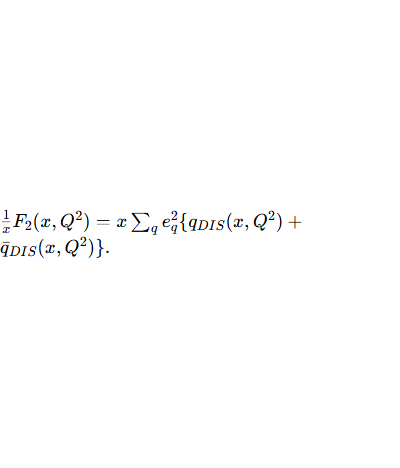 $\frac{1}{x}F_2(x,Q^2) = x\sum_q e_q^2\{q_{DIS}(x,Q^2) +$
$\bar{q}_{DIS}(x,Q^2)\}.$